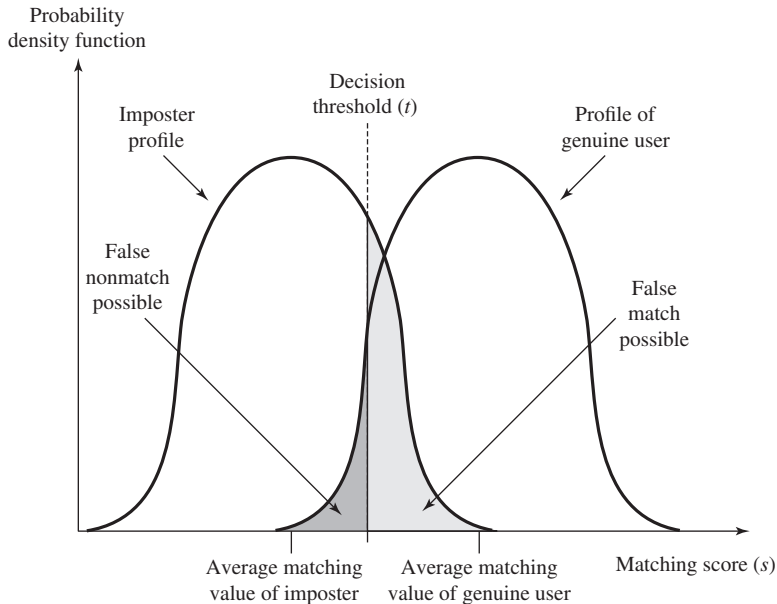 Probability
density function
Decision
threshold (t)
Imposter
profile
Profile of
genuine user
False
nonmatch
possible
False
match
possible
Average matching
value of imposter
Average matching
value of genuine user
Matching score (s)